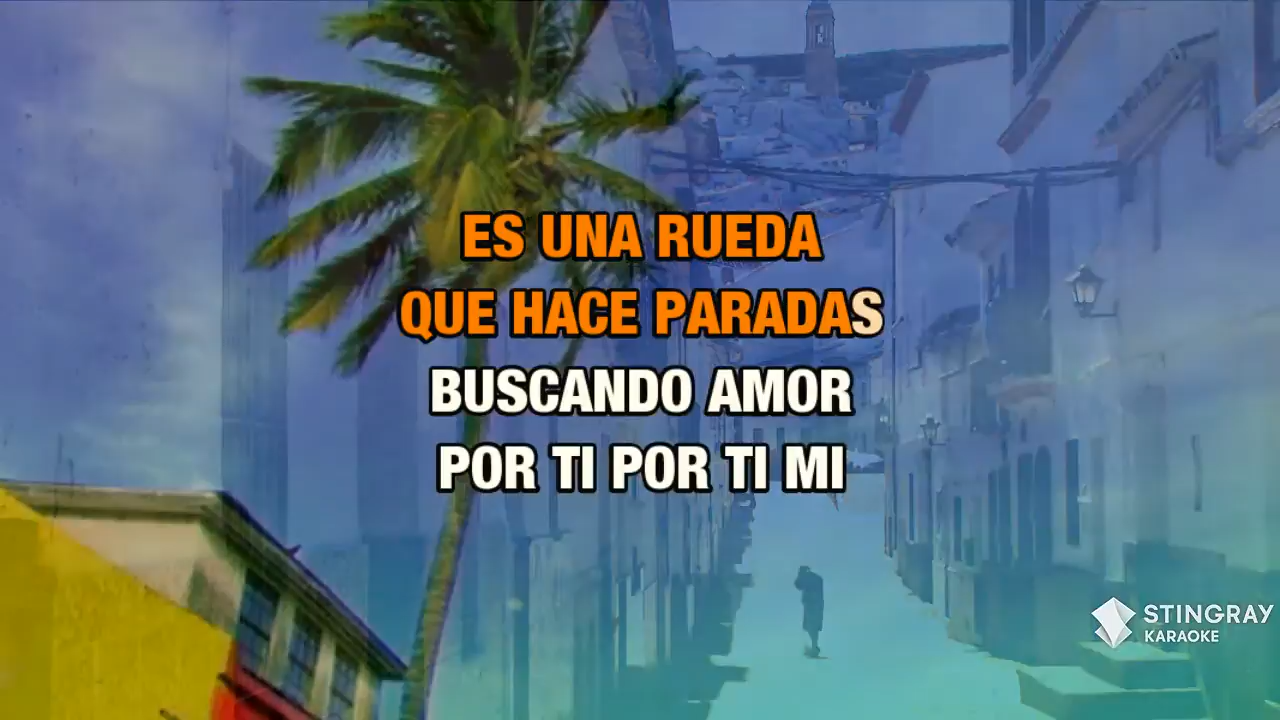 ES UNA RUEDA
QUE HACE PARADAS
BUSCANDO AMOR
POR TI POR TI MI
STINGRAY
KARAOKE